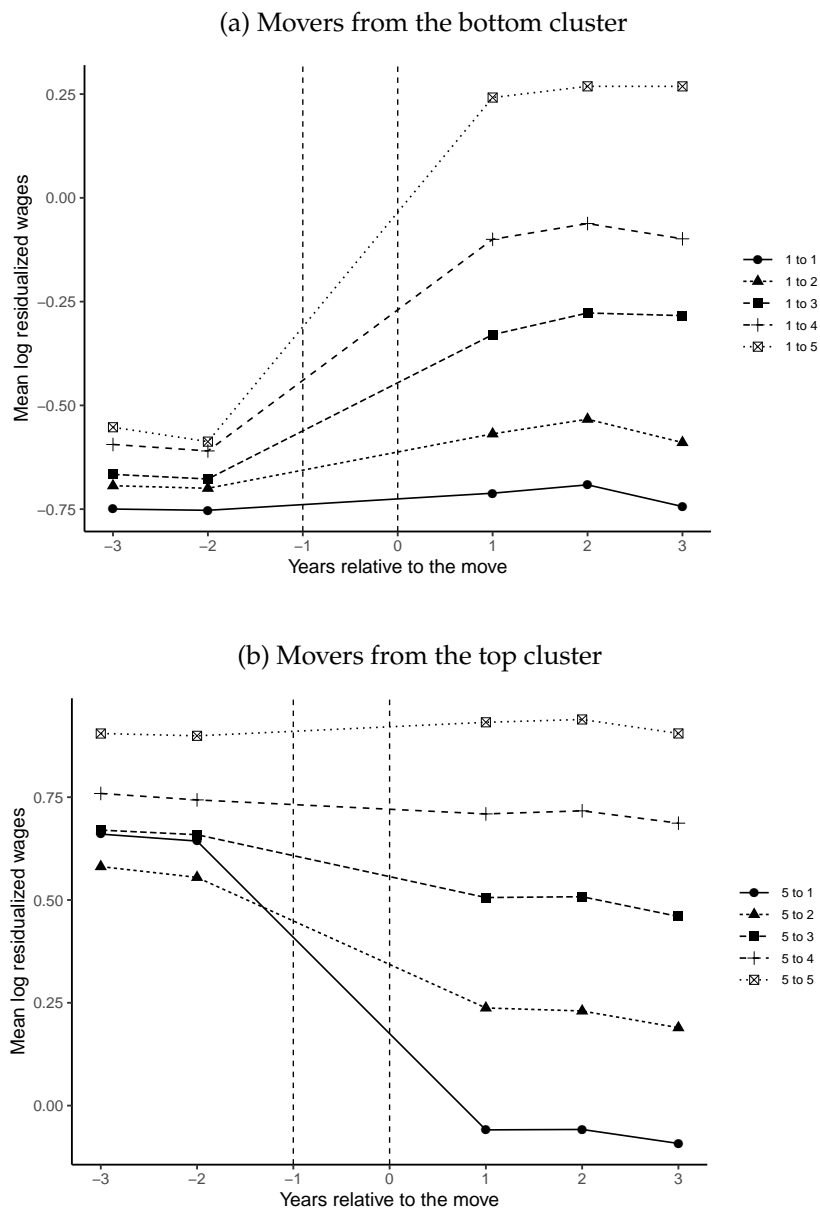 (a) Movers from the bottom cluster
0.25
0.00
−0.25
−0.50
−0.75
Mean log residualized wages
−3 −2 −1 0 1 2 3
Years relative to the move
1 to 1
1 to 2
1 to 3
1 to 4
1 to 5
(b) Movers from the top cluster
0.75
0.50
0.25
0.00
Mean log residualized wages
−3 −2 −1 0 1 2 3
Years relative to the move
5 to 1
5 to 2
5 to 3
5 to 4
5 to 5